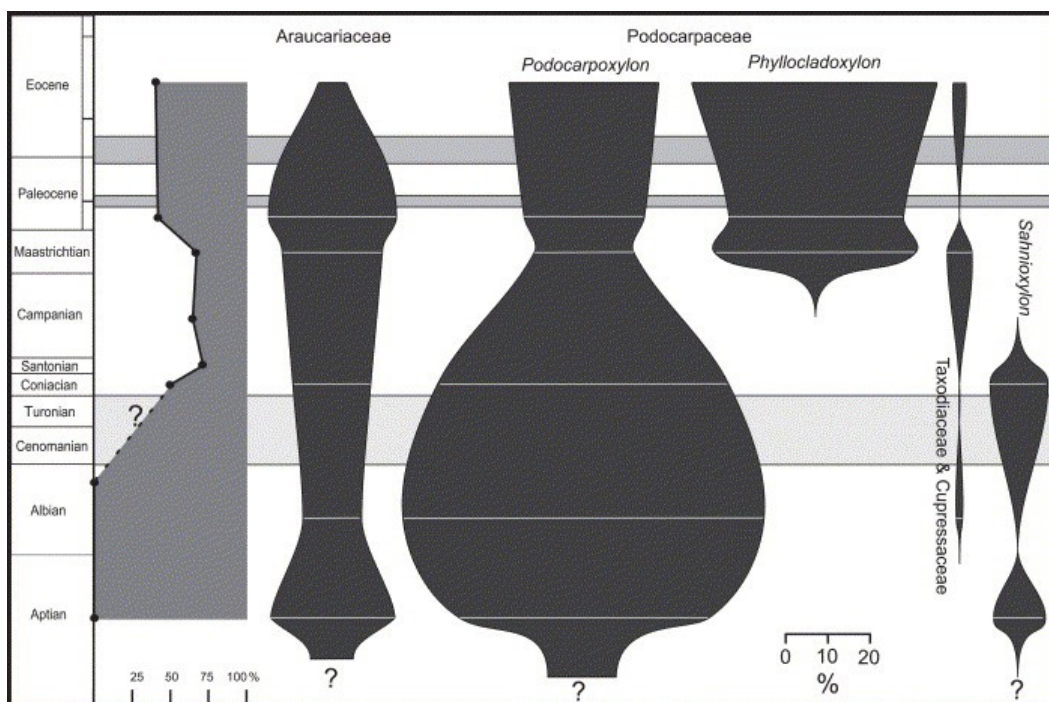 Araucariaceae
Podocarpaceae
Podocarpoxylon
Phyllocladoxylon
Eocene
Paleocene
Maastrichtian
Campanian
Santonian
Coniacian
Turonian
Cenomanian
Albian
Aptian
?
Sahnioxylon
Taxodiaceae & Cupressaceae
25 50 75 100 %
?
?
0 10 20
%
?